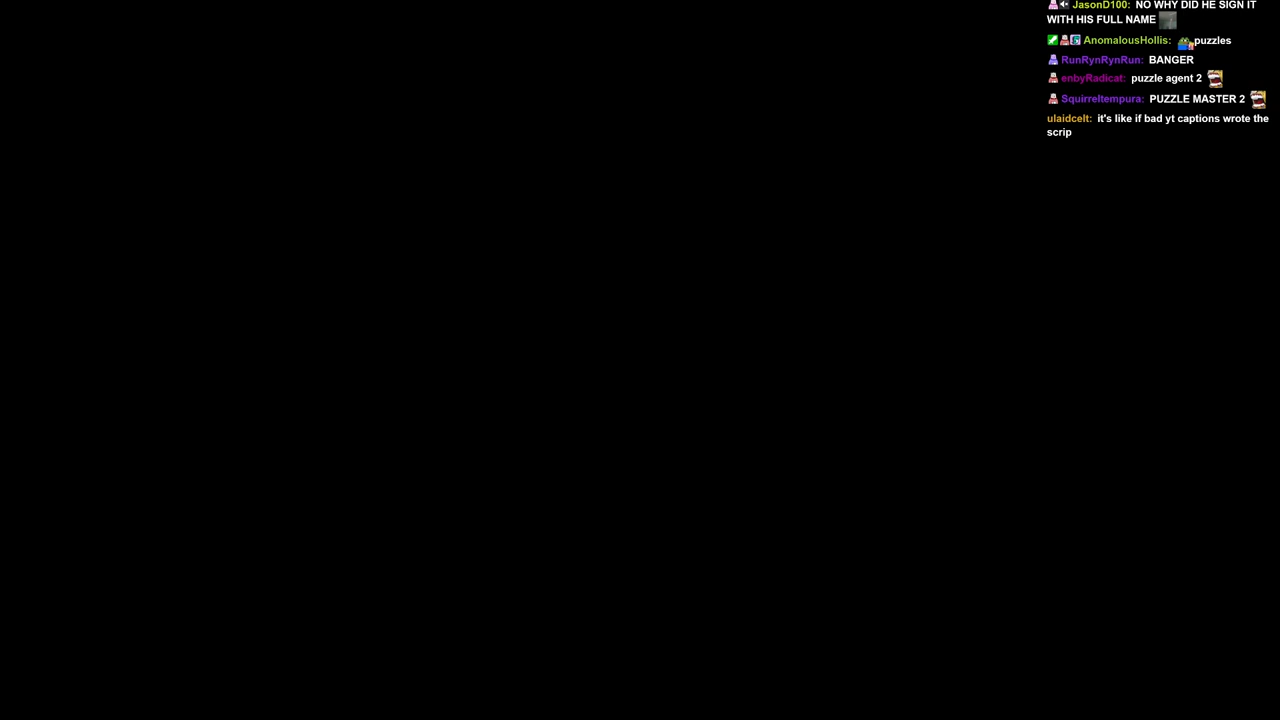 JasonD100: NO WHY DID HE SIGN IT
WITH HIS FULL NAME
AnomalousHollis: puzzles
RunRynRynRun: BANGER
enbyRadicat: puzzle agent 2
Squirreltempura: PUZZLE MASTER 2
ulaidcelt: it's like if bad yt captions wrote the
scrip